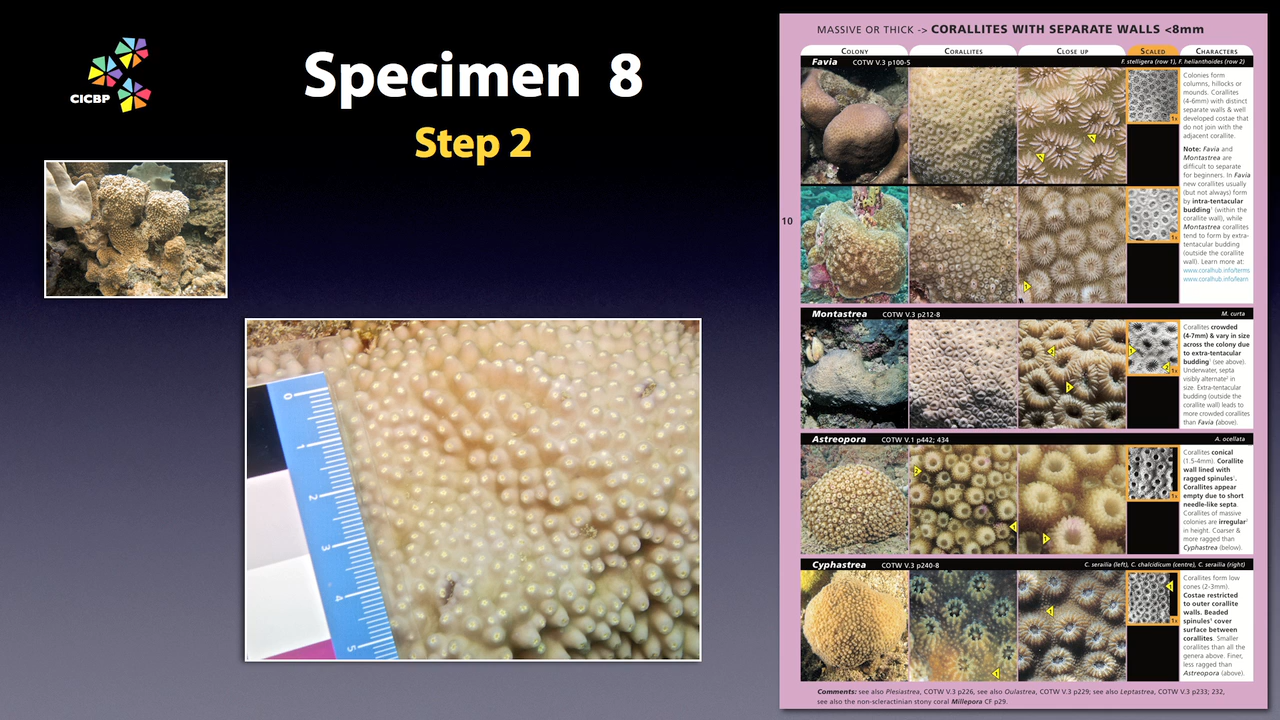 CICBP
Specimen 8
Step 2
0
1
2
3
4
5
MASSIVE OR THICK -> CORALLITES WITH SEPARATE WALLS <8mm
COLONY
CORALLITES
CLOSE UP
SCALED
CHARACTERS
Favia COTW V.3 p100-5 F. stelligera (row 1), F. helianthoides (row 2)
Colonies form
columns, hillocks or
mounds. Corallites
(4-6mm) with distinct
separate walls & well
developed costae that
do not join with the
adjacent corallite.
Note: Favia and
Montastrea are
difficult to separate
for beginners. In Favia
new corallites usually
(but not always) form
by intra-tentacular
budding¹ (within the
corallite wall), while
Montastrea corallites
tend to form by extra-
tentacular budding
(outside the corallite
wall). Learn more at:
www.coralhub.info/terms
www.coralhub.info/learn
10
Montastrea COTW V.3 p212-8 M. curta
Corallites crowded
(4-7mm) & vary in size
across the colony due
to extra-tentacular
budding¹ (see above).
Underwater, septa
visibly alternate² in
size. Extra-tentacular
budding (outside the
corallite wall) leads to
more crowded corallites
than Favia (above).
Astreopora COTW V.1 p442; 434 A. ocellata
Corallites conical
(1.5-4mm). Corallite
wall lined with
ragged spinules¹.
Corallites appear
empty due to short
needle-like septa.
Corallites of massive
colonies are irregular²
in height. Coarser &
more ragged than
Cyphastrea (below).
Cyphastrea COTW V.3 p240-8 C. serailia (left), C. chalcidicum (centre), C. serailia (right)
Corallites form low
cones (2-3mm).
Costae restricted
to outer corallite
walls. Beaded
spinules¹ cover
surface between
corallites. Smaller
corallites than all the
genera above. Finer,
less ragged than
Astreopora (above).
1x
1x
1x
1x
1x
Comments: see also Plesiastrea, COTW V.3 p226, see also Oulastrea, COTW V.3 p229; see also Leptastrea, COTW V.3 p233; 232,
see also the non-scleractinian stony coral Millepora CF p29.